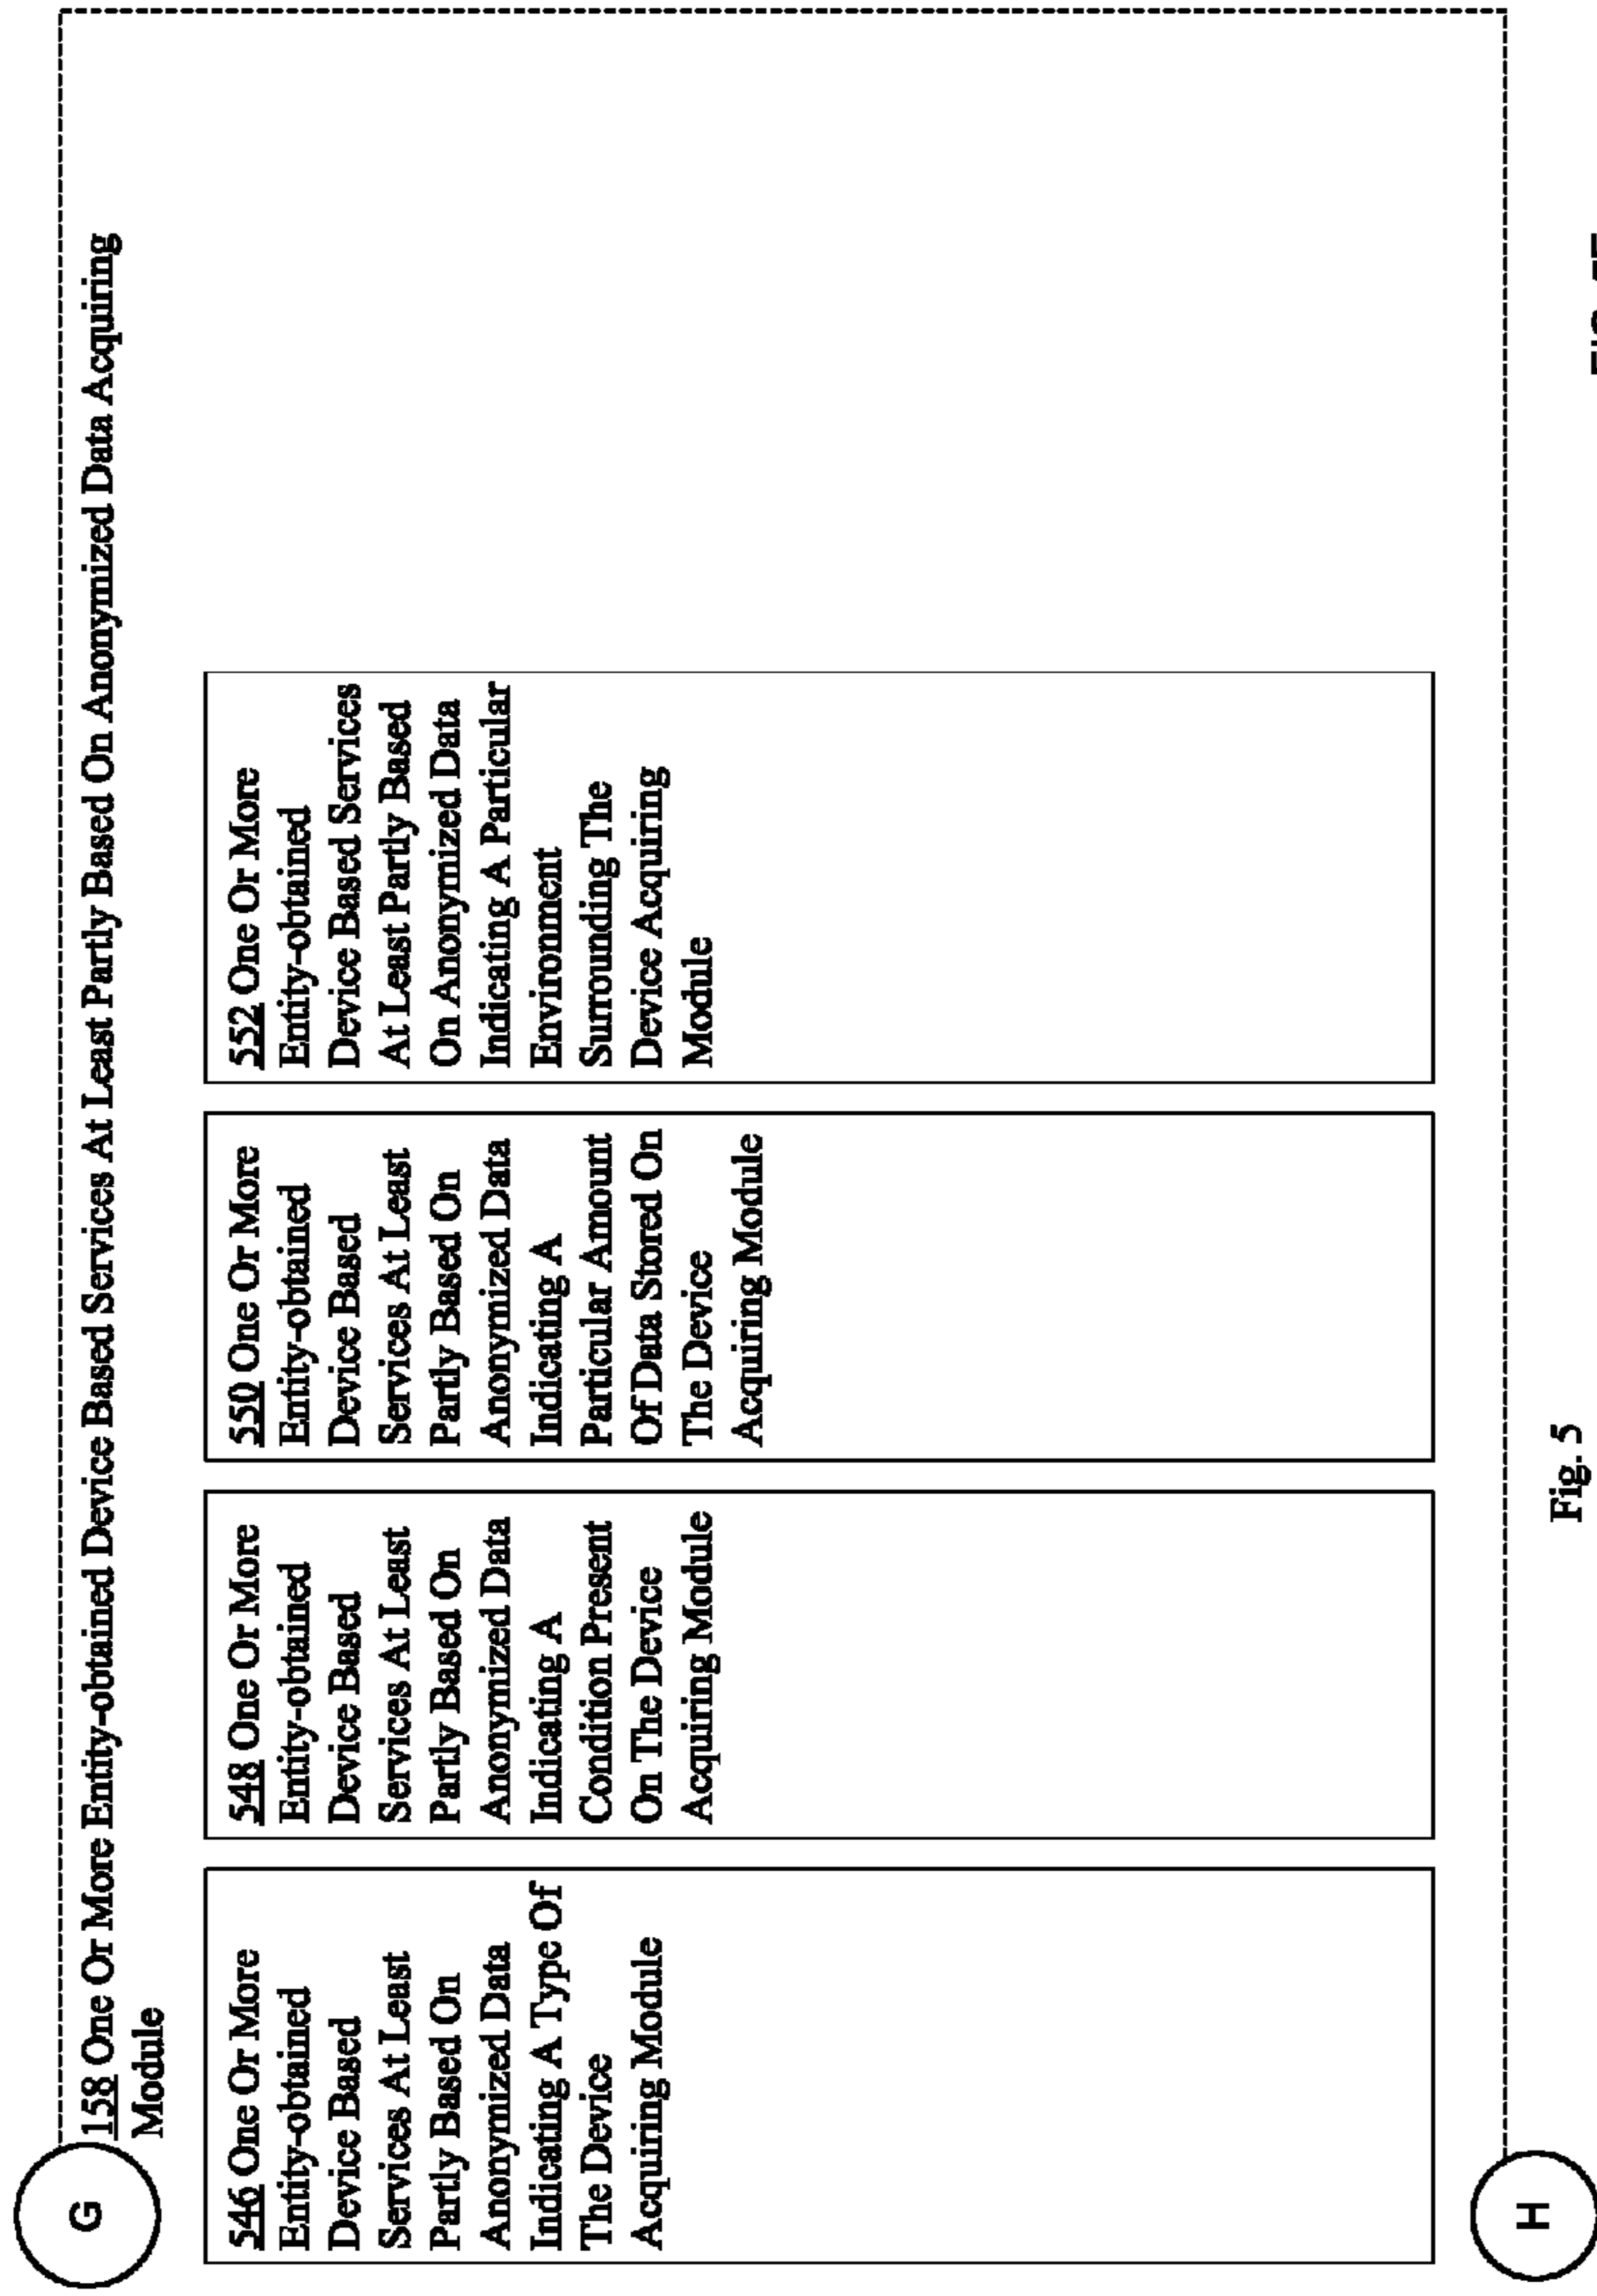 G
158 One Or More Entity-obtained Device Based Services At Least Partly Based On Anonymized Data Acquiring
Module
546 One Or More
Entity-obtained
Device Based
Services At Least
Partly Based On
Anonymized Data
Indicating A Type Of
The Device
Acquiring Module
548 One Or More
Entity-obtained
Device Based
Services At Least
Partly Based On
Anonymized Data
Indicating A
Condition Present
On The Device
Acquiring Module
550 One Or More
Entity-obtained
Device Based
Services At Least
Partly Based On
Anonymized Data
Indicating A
Particular Amount
Of Data Stored On
The Device
Acquiring Module
552 One Or More
Entity-obtained
Device Based Services
At Least Partly Based
On Anonymized Data
Indicating A Particular
Environment
Surrounding The
Device Acquiring
Module
H
Fig. 5